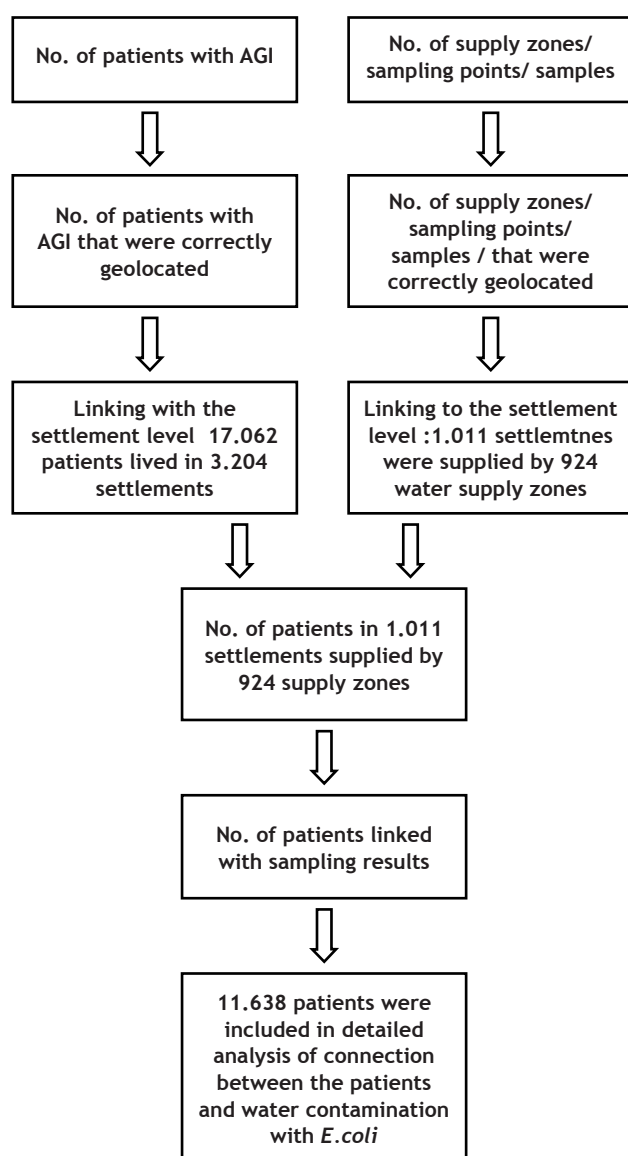 No. of patients with AGI
No. of supply zones/
sampling points/ samples
No. of patients with
AGI that were correctly
geolocated
No. of supply zones/
sampling points/
samples / that were
correctly geolocated
Linking with the
settlement level 17.062
patients lived in 3.204
settlements
Linking to the settlement
level :1.011 settlemtnes
were supplied by 924
water supply zones
No. of patients in 1.011
settlements supplied by
924 supply zones
No. of patients linked
with sampling results
11.638 patients were
included in detailed
analysis of connection
between the patients
and water contamination
with E.coli